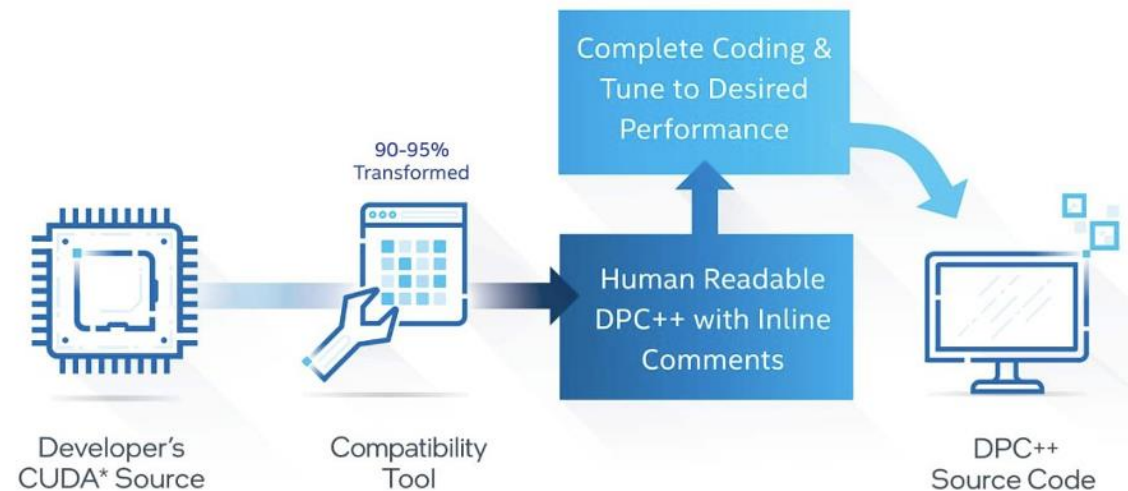 Complete Coding &
Tune to Desired
Performance
90-95%
Transformed
Human Readable
DPC++ with Inline
Comments
Developer's
CUDA* Source
Compatibility
Tool
DPC++
Source Code